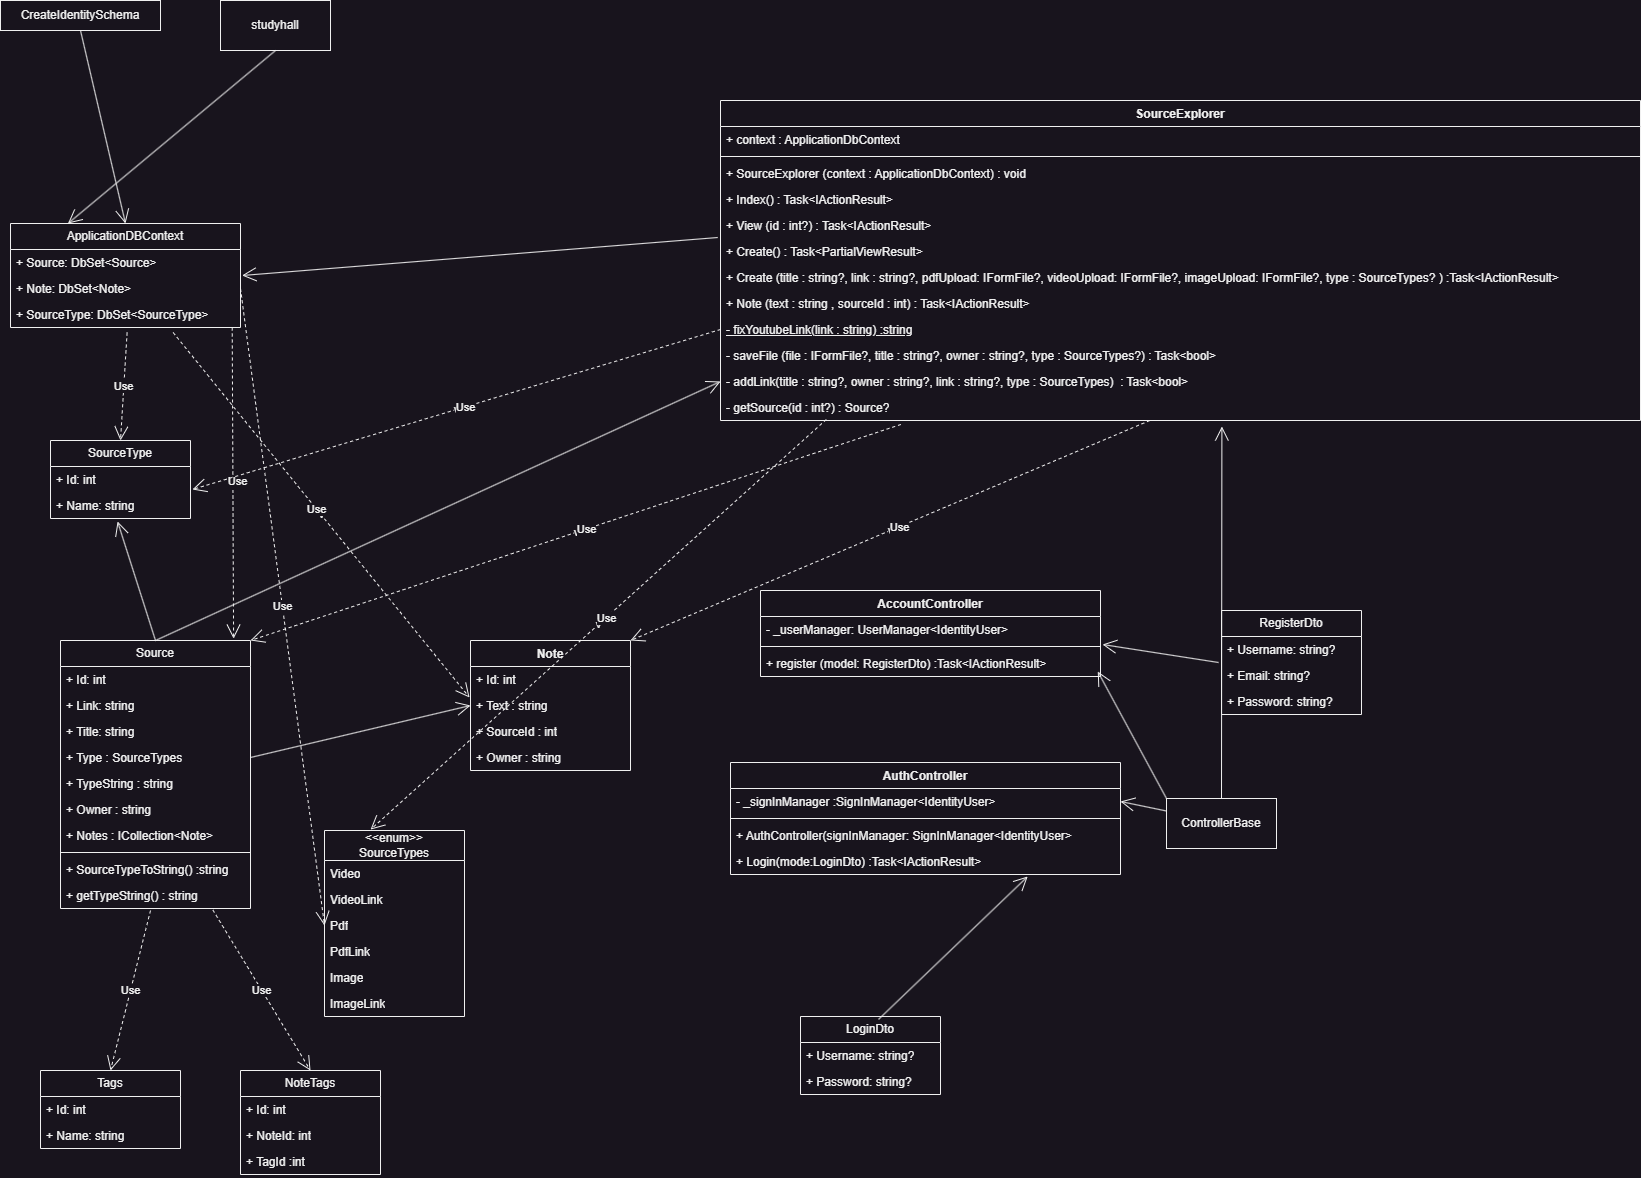 CreateIdentitySchema
studyhall
SourceExplorer
+ context : ApplicationDbContext
+ SourceExplorer (context : ApplicationDbContext) : void
+ Index() : Task<IActionResult>
+ View (id : int?) : Task<IActionResult>
+ Create() : Task<PartialViewResult>
+ Create (title : string?, link : string?, pdfUpload: IFormFile?, videoUpload: IFormFile?, imageUpload: IFormFile?, type : SourceTypes? ) :Task<IActionResult>
+ Note (text : string , sourceId : int) : Task<IActionResult>
- fixYoutubeLink(link : string) :string
- saveFile (file : IFormFile?, title : string?, owner : string?, type : SourceTypes?) : Task<bool>
- addLink(title : string?, owner : string?, link : string?, type : SourceTypes)  : Task<bool>
- getSource(id : int?) : Source?
ApplicationDBContext
+ Source: DbSet<Source>
+ Note: DbSet<Note>
+ SourceType: DbSet<SourceType>
Use
Use
Use
Use
Use
Use
Use
Use
SourceType
+ Id: int
+ Name: string
AccountController
- _userManager: UserManager<IdentityUser>
+ register (model: RegisterDto) :Task<IActionResult>
RegisterDto
+ Username: string?
+ Email: string?
+ Password: string?
Source
+ Id: int
+ Link: string
+ Title: string
+ Type : SourceTypes
+ TypeString : string
+ Owner : string
+ Notes : ICollection<Note>
+ SourceTypeToString() :string
+ getTypeString() : string
Note
+ Id: int
+ Text : string
+ SourceId : int
+ Owner : string
AuthController
- _signInManager :SignInManager<IdentityUser>
+ AuthController(signInManager: SignInManager<IdentityUser>
+ Login(mode:LoginDto) :Task<IActionResult>
ControllerBase
<<enum>>
SourceTypes
Video
VideoLink
Pdf
PdfLink
Image
ImageLink
Use
Use
LoginDto
+ Username: string?
+ Password: string?
Tags
+ Id: int
+ Name: string
NoteTags
+ Id: int
+ NoteId: int
+ TagId :int